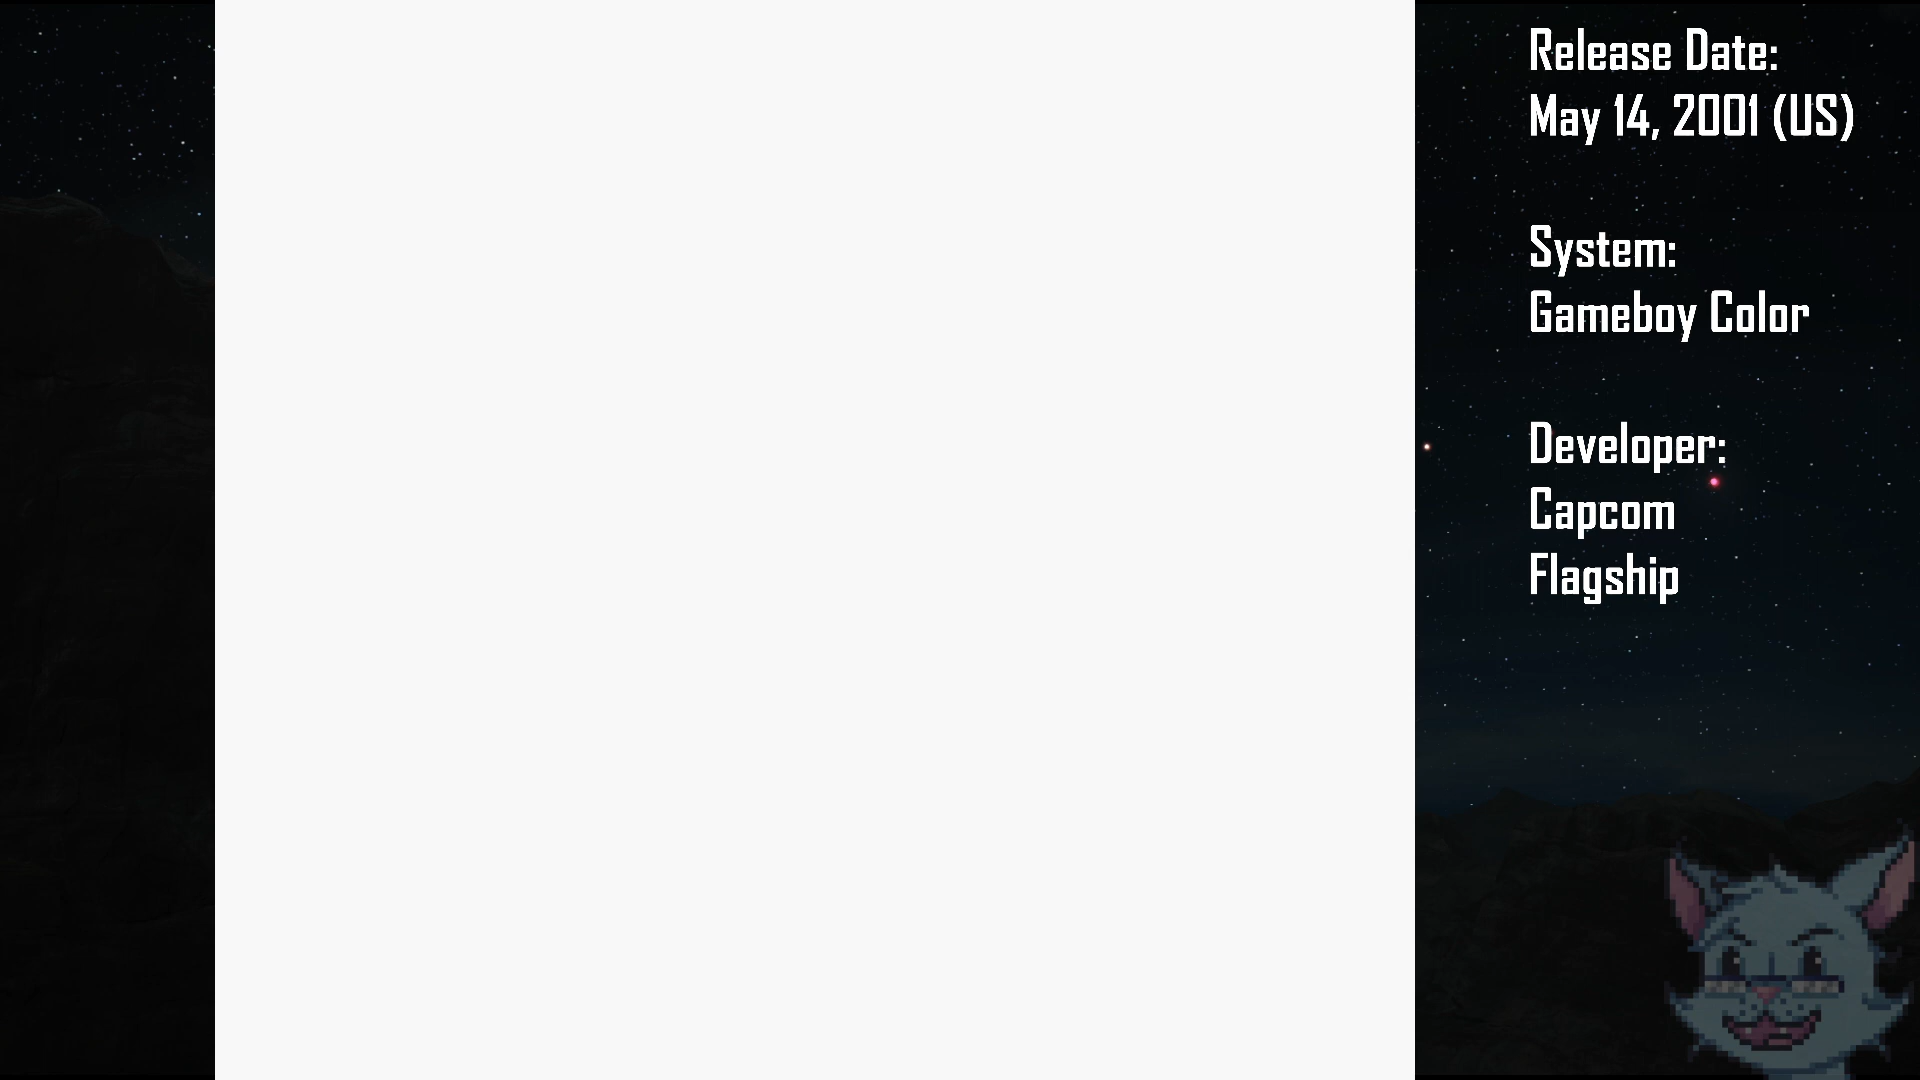 Release Date:
May 14, 2001 (US)
System:
Gameboy Color
Developer:
Capcom
Flagship